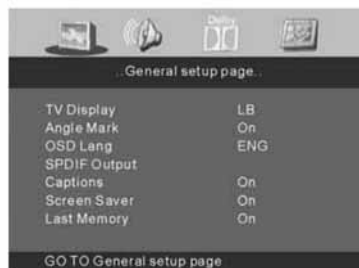 Dolby
..General setup page..
TV Display LB
Angle Mark On
OSD Lang ENG
SPDIF Output
Captions On
Screen Saver On
Last Memory On
GO TO General setup page